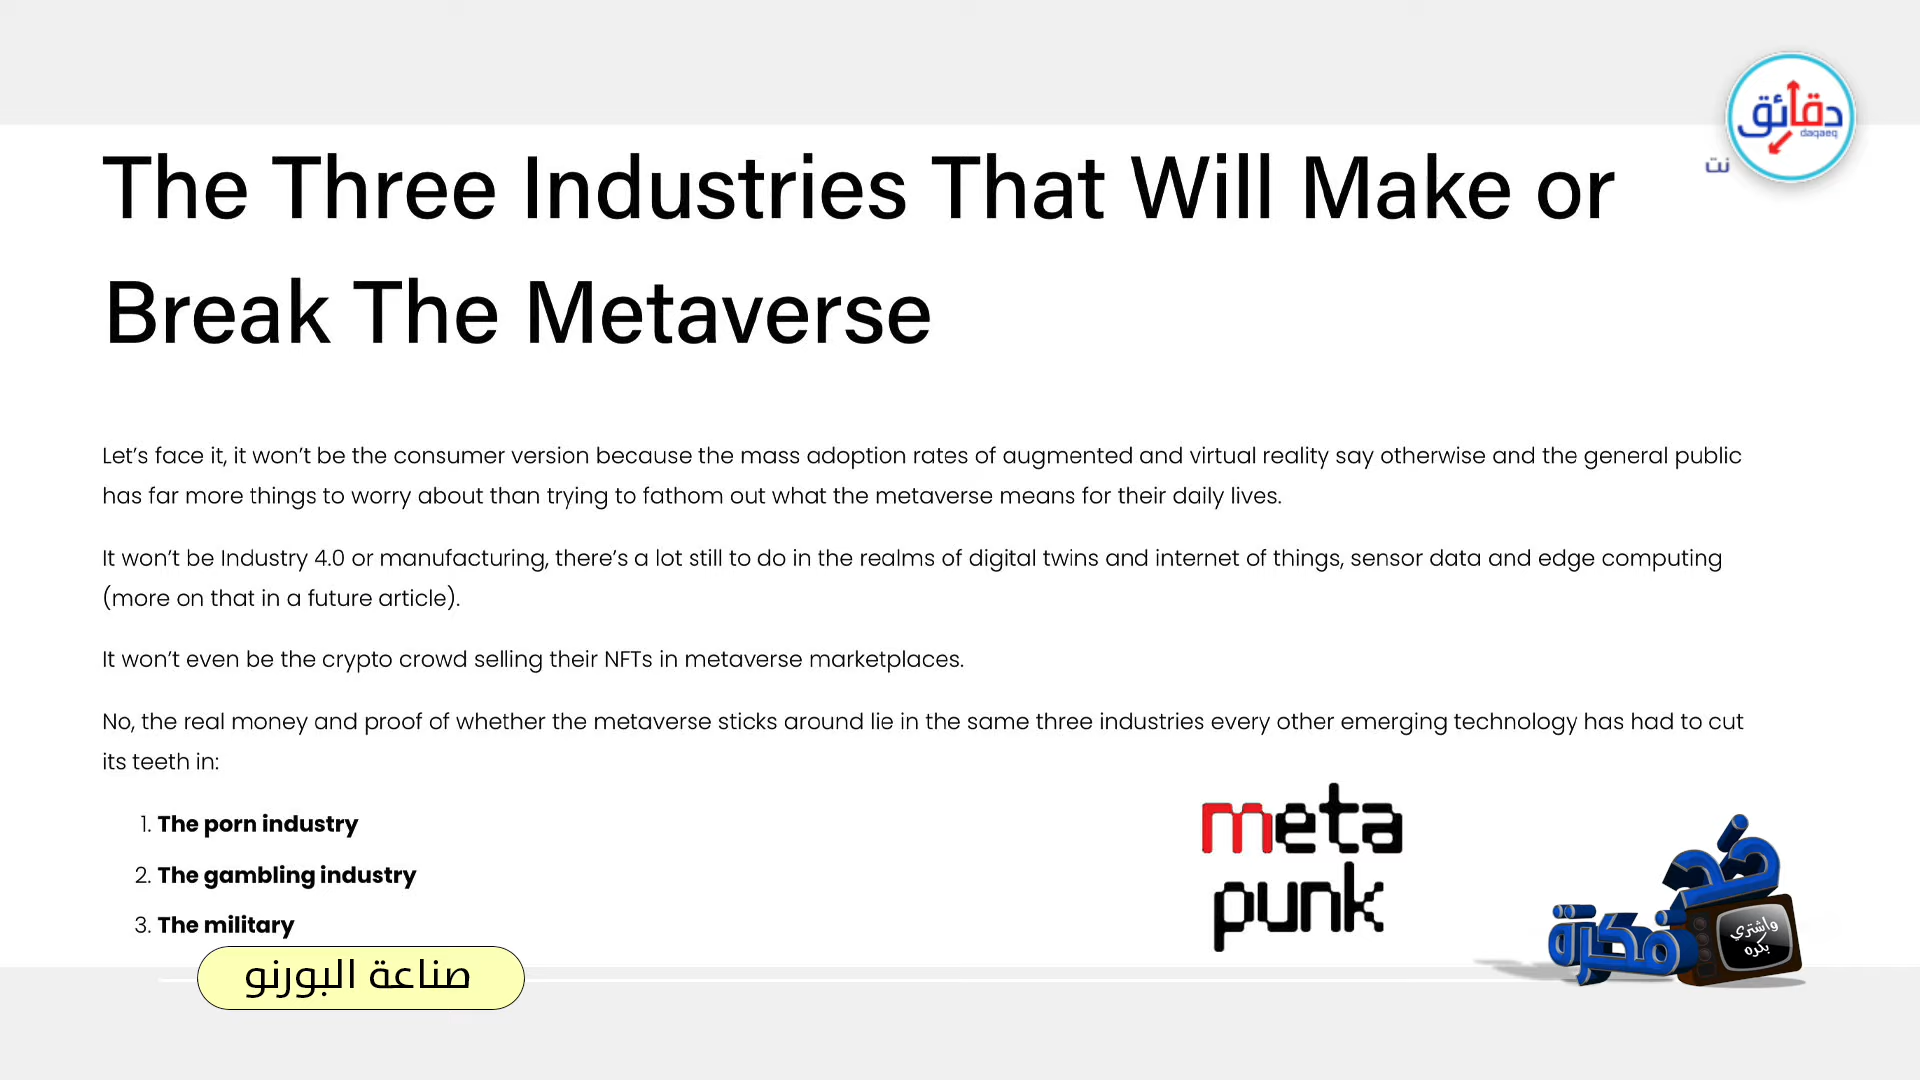 دقائق
daqaeq
نت
The Three Industries That Will Make or
Break The Metaverse
Let’s face it, it won’t be the consumer version because the mass adoption rates of augmented and virtual reality say otherwise and the general public
has far more things to worry about than trying to fathom out what the metaverse means for their daily lives.
It won’t be Industry 4.0 or manufacturing, there’s a lot still to do in the realms of digital twins and internet of things, sensor data and edge computing
(more on that in a future article).
It won’t even be the crypto crowd selling their NFTs in metaverse marketplaces.
No, the real money and proof of whether the metaverse sticks around lie in the same three industries every other emerging technology has had to cut
its teeth in:
1. The porn industry
2. The gambling industry
3. The military
meta
punk
خد
فكرة
واشتري
بكره
صناعة البورنو